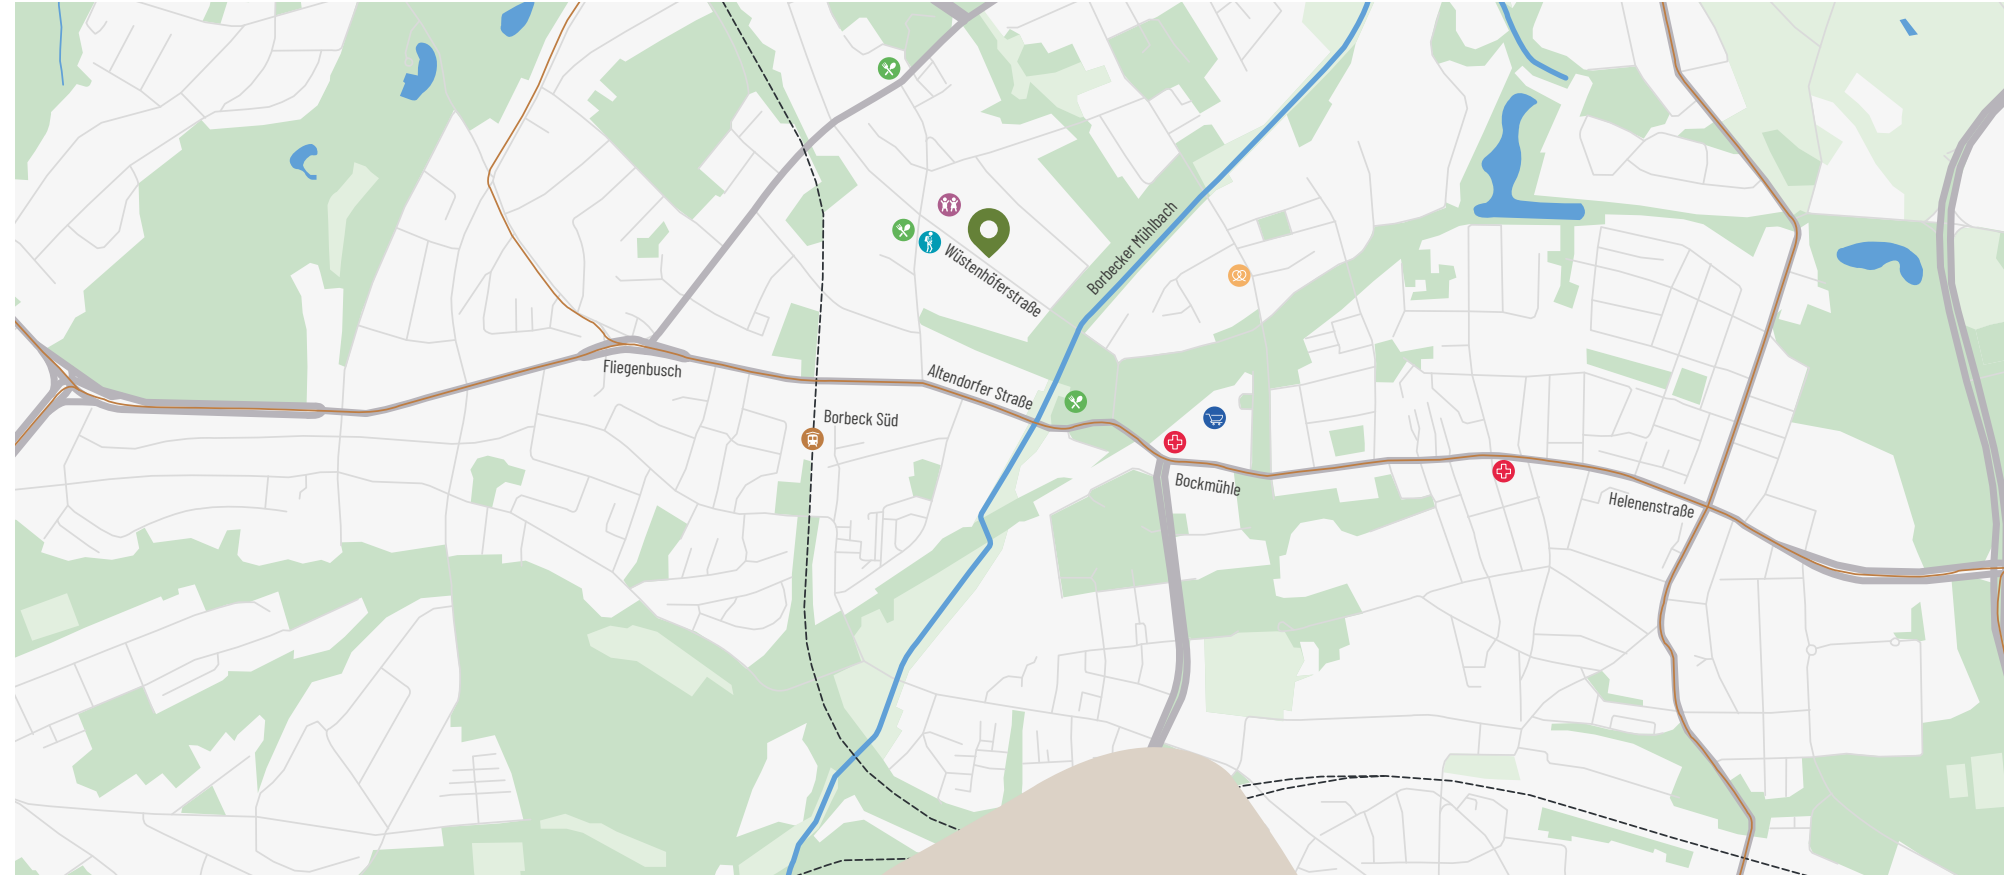 Borbecker Mühlbach
Wüstenhöferstraße
Fliegenbusch
Altendorfer Straße
Borbeck Süd
Bockmühle
Helenenstraße